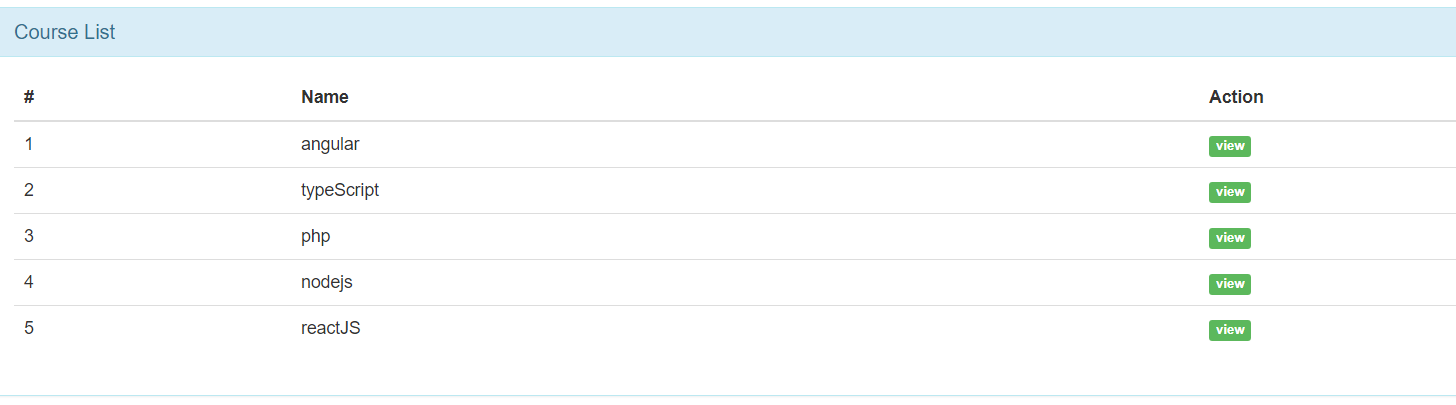 Course List
# Name Action
1 angular view
2 typeScript view
3 php view
4 nodejs view
5 reactJS view